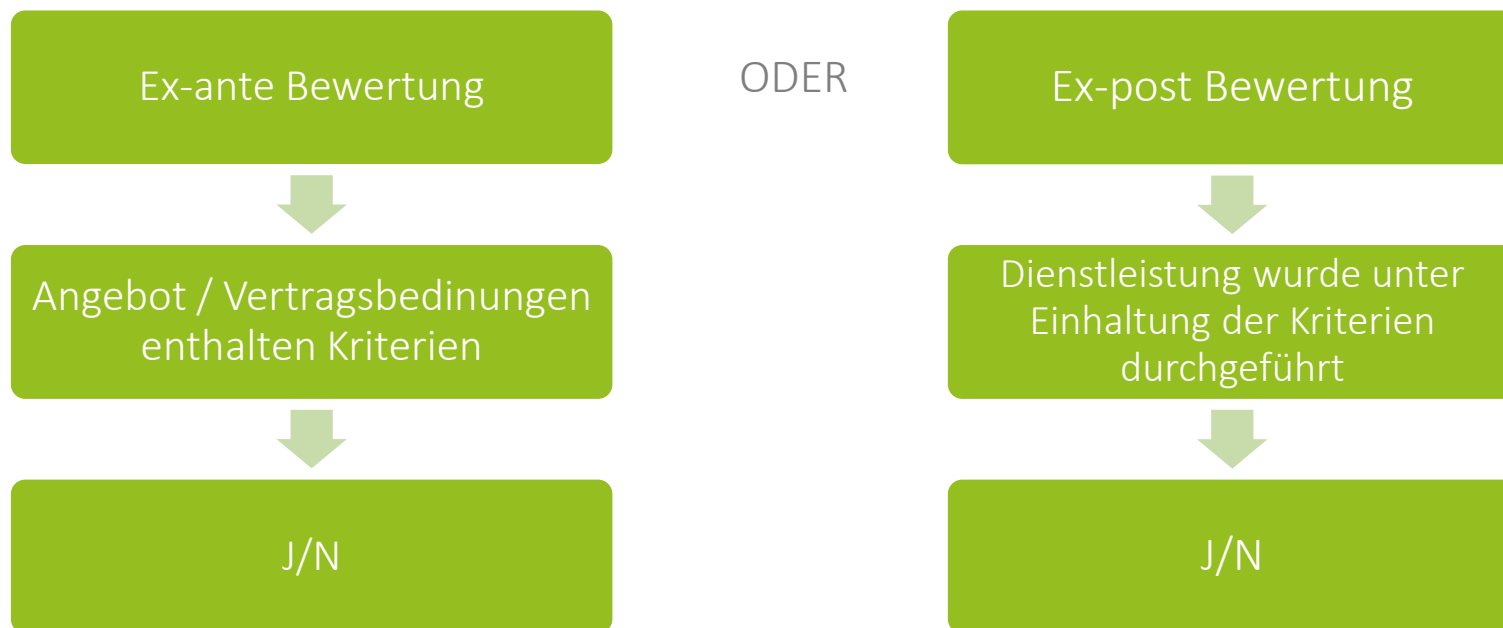 Ex-ante Bewertung
ODER
Ex-post Bewertung
Angebot / Vertragsbedinungen
enthalten Kriterien
Dienstleistung wurde unter
Einhaltung der Kriterien
durchgeführt
J/N
J/N